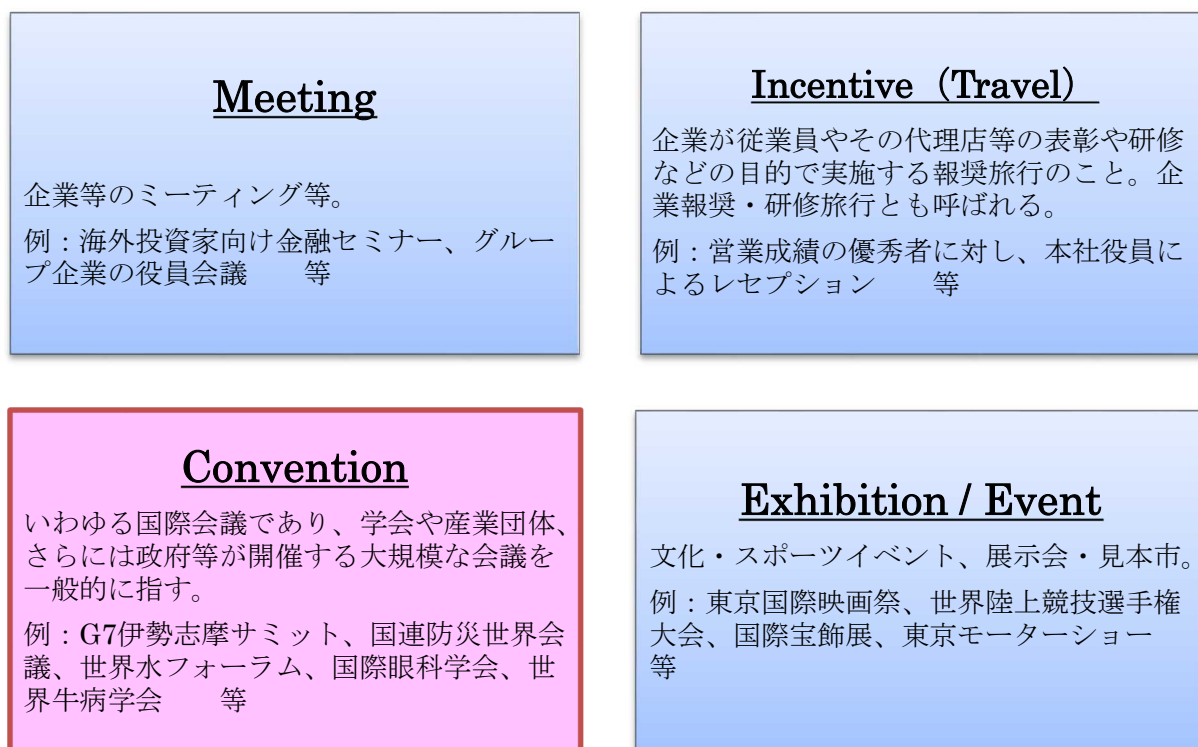 Meeting
企業等のミーティング等。
例：海外投資家向け金融セミナー、グルー
プ企業の役員会議　　等
Incentive（Travel）
企業が従業員やその代理店等の表彰や研修
などの目的で実施する報奨旅行のこと。企
業報奨・研修旅行とも呼ばれる。
例：営業成績の優秀者に対し、本社役員に
よるレセプション　　等
Convention
いわゆる国際会議であり、学会や産業団体、
さらには政府等が開催する大規模な会議を
一般的に指す。
例：G7伊勢志摩サミット、国連防災世界会
議、世界水フォーラム、国際眼科学会、世
界牛病学会　　等
Exhibition / Event
文化・スポーツイベント、展示会・見本市。
例：東京国際映画祭、世界陸上競技選手権
大会、国際宝飾展、東京モーターショー
等